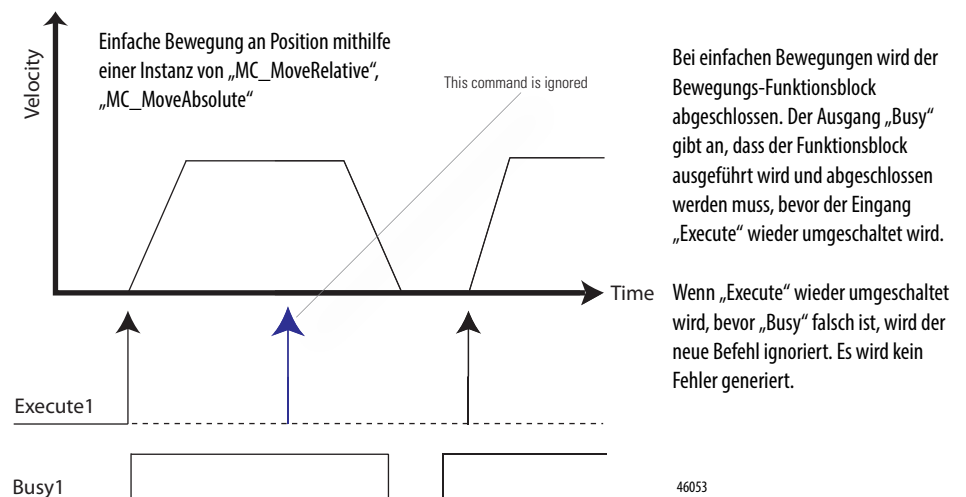 Einfache Bewegung an Position mithilfe
einer Instanz von „MC_MoveRelative“,
„MC_MoveAbsolute“
Velocity
This command is ignored
Time
Execute1
Busy1
Bei einfachen Bewegungen wird der
Bewegungs-Funktionsblock
abgeschlossen. Der Ausgang „Busy“
gibt an, dass der Funktionsblock
ausgeführt wird und abgeschlossen
werden muss, bevor der Eingang
„Execute“ wieder umgeschaltet wird.
Wenn „Execute“ wieder umgeschaltet
wird, bevor „Busy“ falsch ist, wird der
neue Befehl ignoriert. Es wird kein
Fehler generiert.
46053